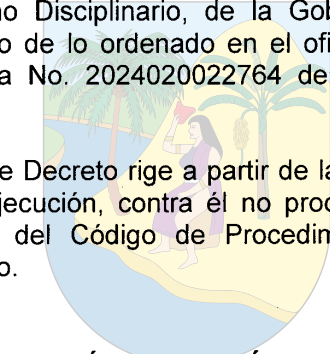 no Disciplinario, de la Gob
o de lo ordenado en el ofi
a No. 2024020022764 de
e Decreto rige a partir de la
jecución, contra él no proc
del Código de Procedim
o.